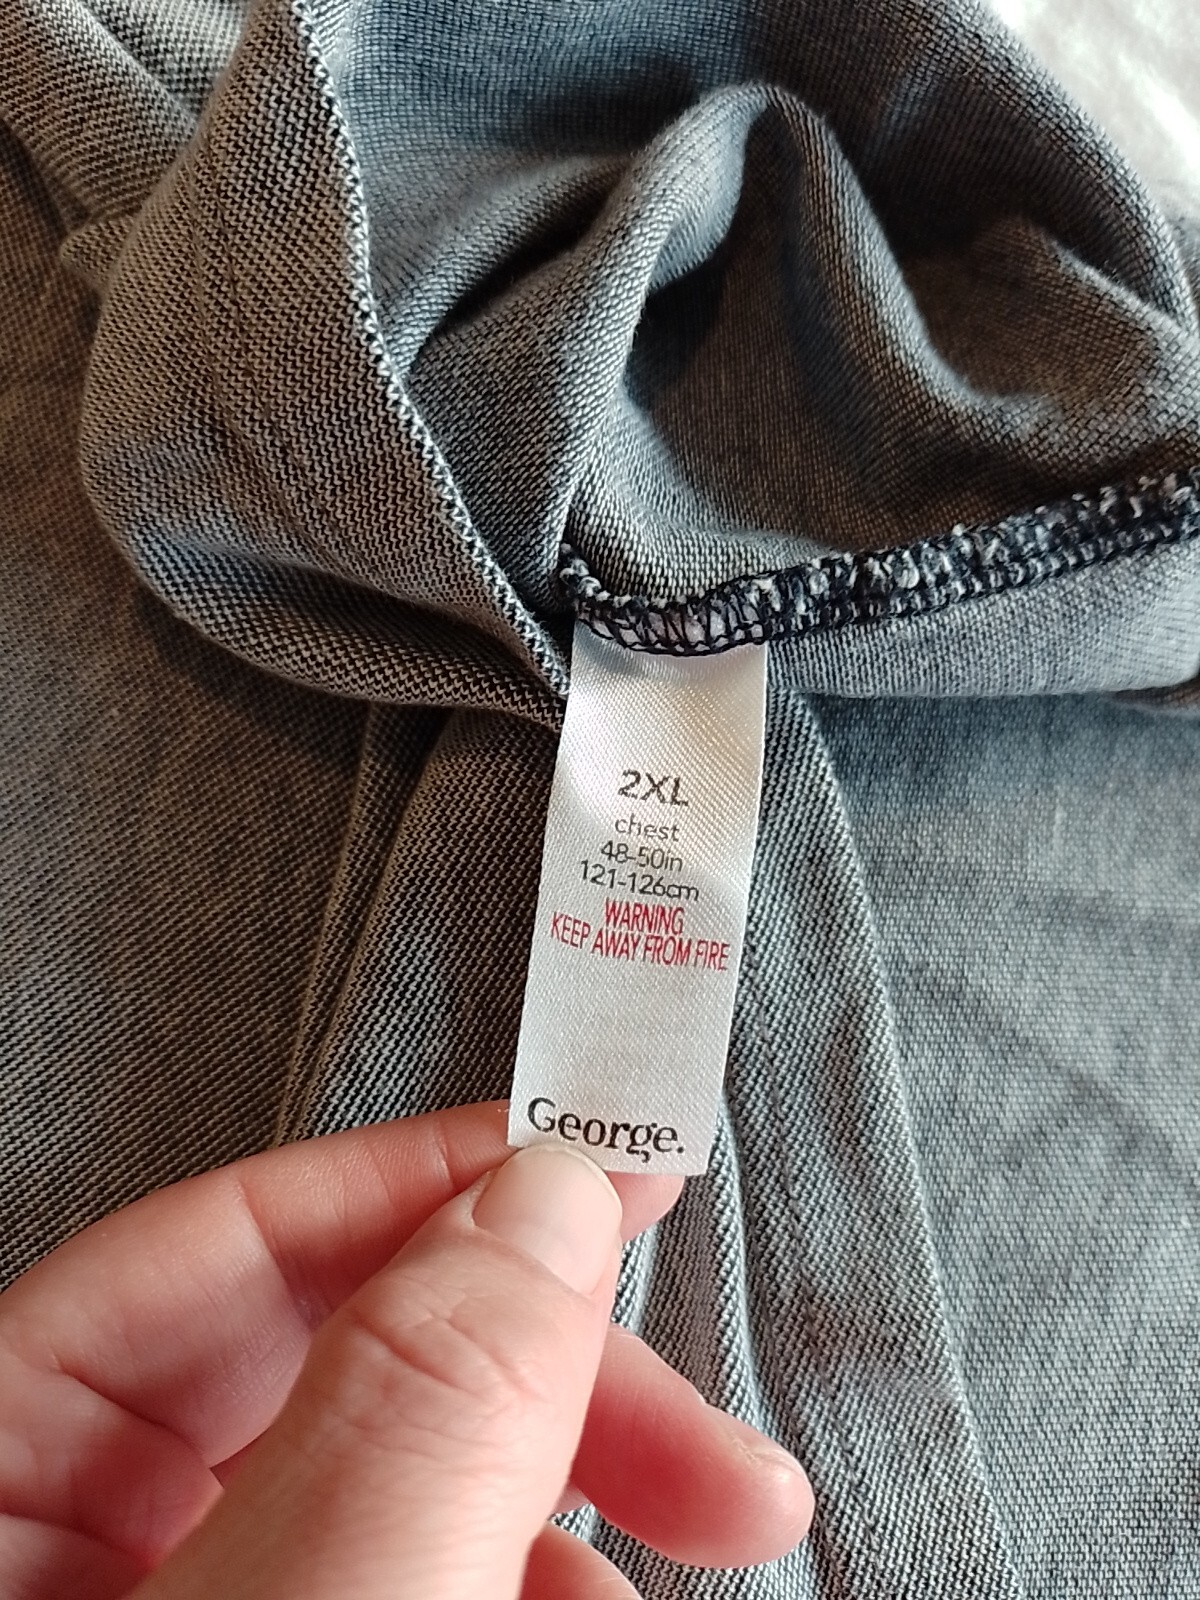 2XL
chest
48-50in
121-126cm
WARNING
KEEP AWAY FROM FIRE
George.